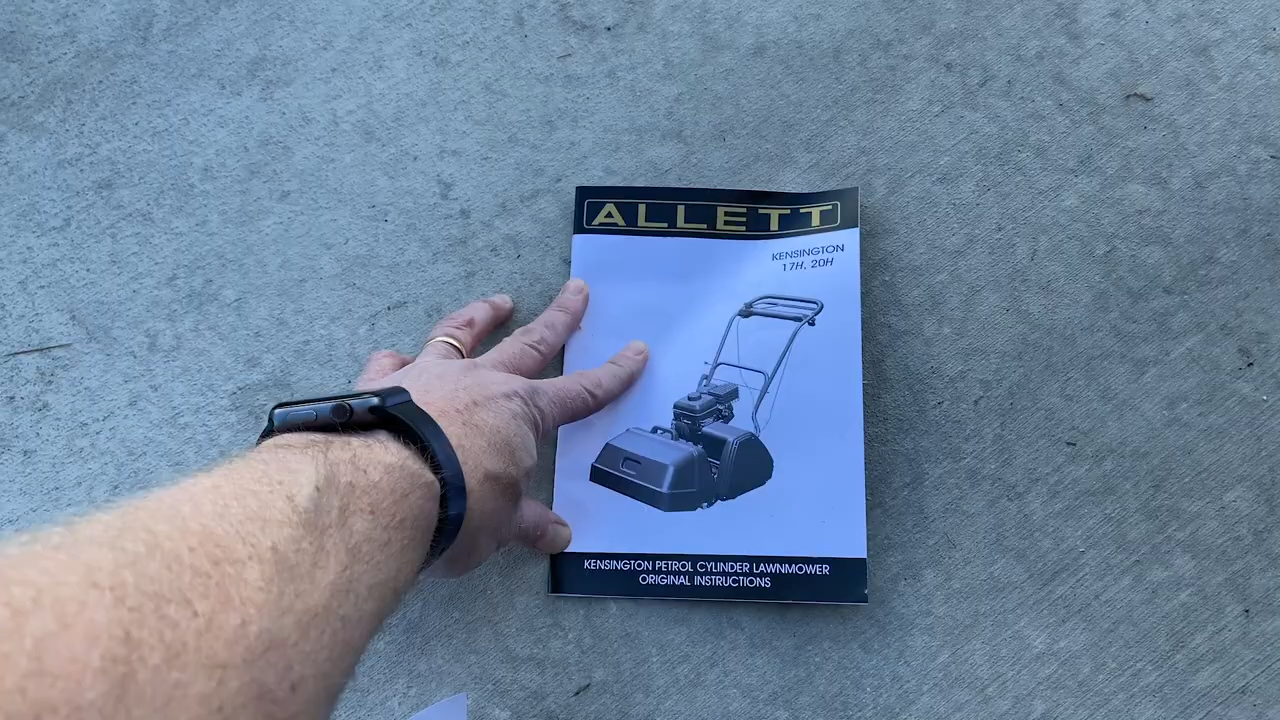 ALLETT
KENSINGTON
17H, 20H
KENSINGTON PETROL CYLINDER LAWNMOWER
ORIGINAL INSTRUCTIONS